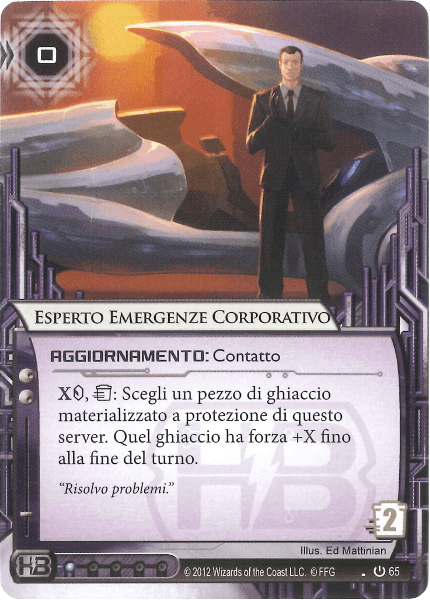 0
ESPERTO EMERGENZE CORPORATIVO
AGGIORNAMENTO: Contatto
X, : Scegli un pezzo di ghiaccio
materializzato a protezione di questo
server. Quel ghiaccio ha forza +X fino
alla fine del turno.
“Risolvo problemi.”
2
Illus. Ed Mattinian
HB
HB
© 2012 Wizards of the Coast LLC. © FFG
65